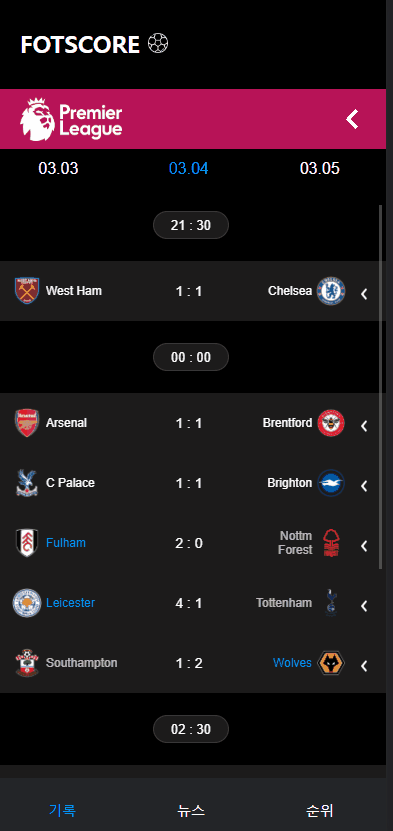 FOTSCORE
Premier
League
03.03 03.04 03.05
21 : 30
West Ham 1 : 1 Chelsea
00 : 00
Arsenal 1 : 1 Brentford
C Palace 1 : 1 Brighton
Fulham 2 : 0 Nottm
Forest
Leicester 4 : 1 Tottenham
Southampton 1 : 2 Wolves
02 : 30
기록 뉴스 순위